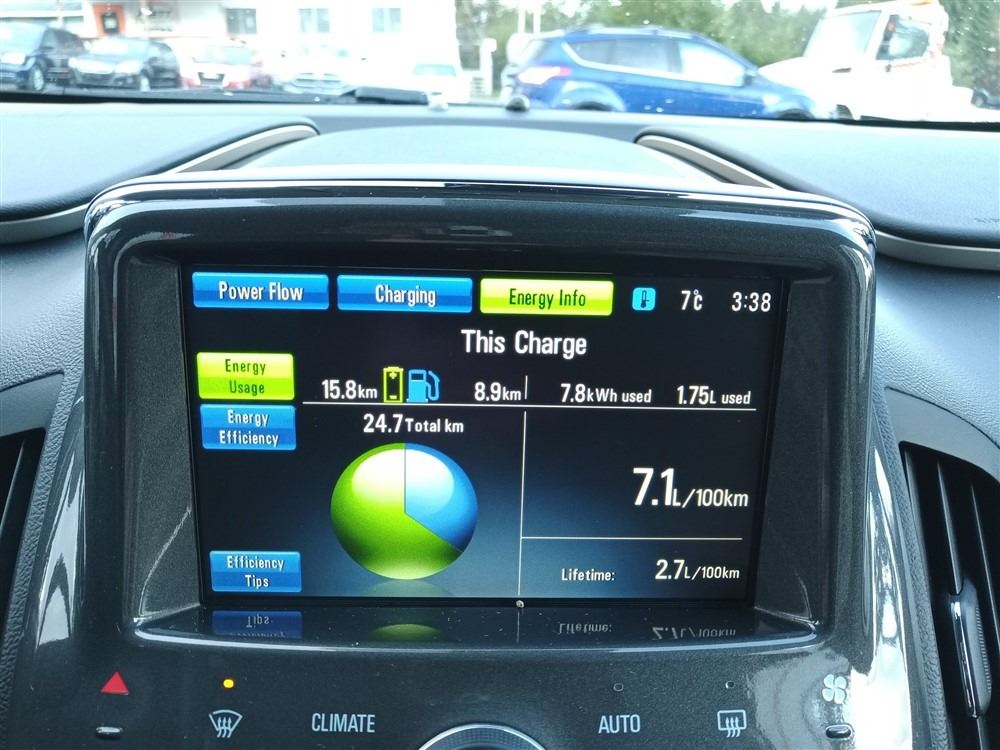 Power Flow Charging Energy Info 7°C 3:38
This Charge
Energy
Usage
15.8km 8.9km 7.8kWh used 1.75L used
Energy
Efficiency
24.7Total km
7.1L/100km
Efficiency
Tips
Lifetime: 2.7L/100km
CLIMATE AUTO